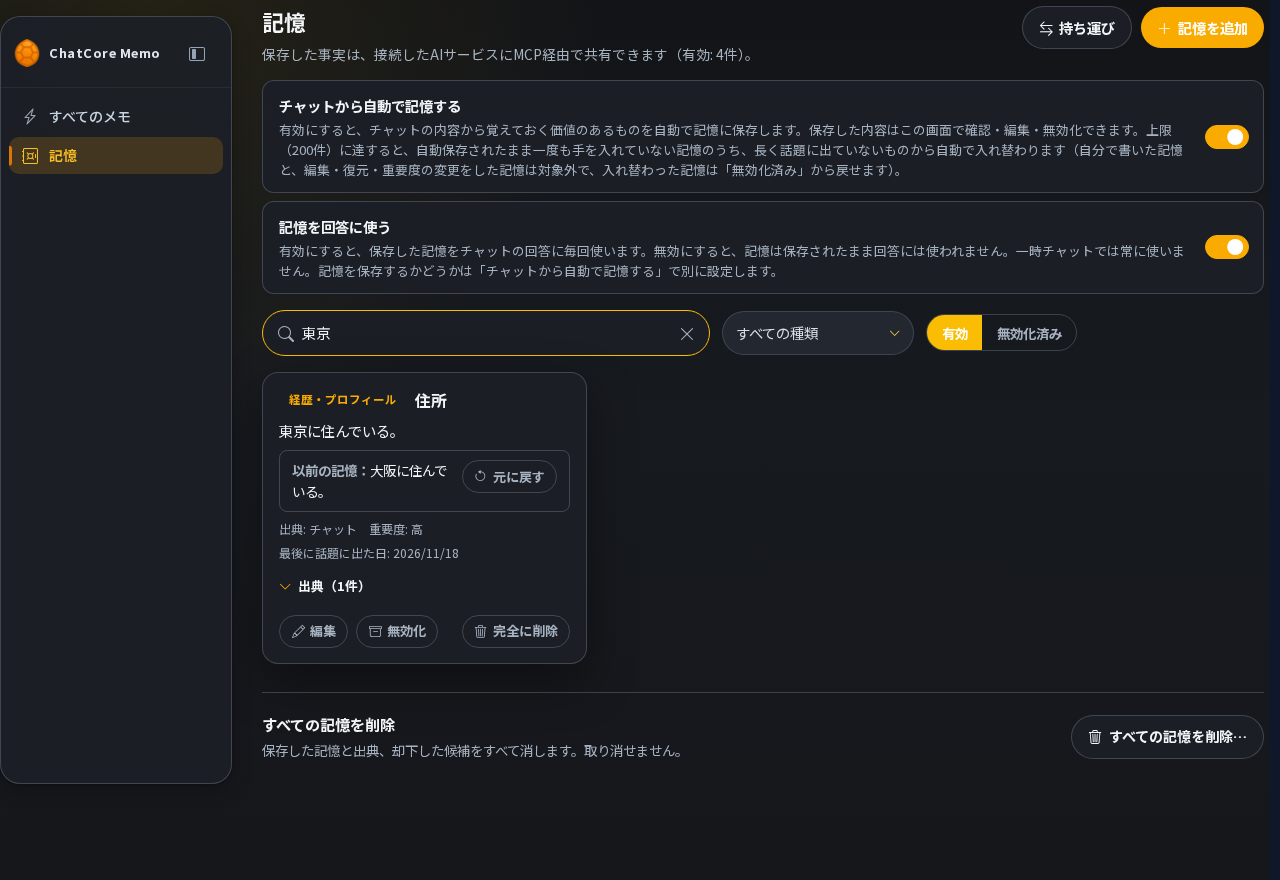 ChatCore Memo
すべてのメモ
記憶
記憶
保存した事実は、接続したAIサービスにMCP経由で共有できます（有効: 4件）。
持ち運び
記憶を追加
チャットから自動で記憶する
有効にすると、チャットの内容から覚えておく価値のあるものを自動で記憶に保存します。保存した内容はこの画面で確認・編集・無効化できます。上限
（200件）に達すると、自動保存されたまま一度も手を入れていない記憶のうち、長く話題に出ていないものから自動で入れ替わります（自分で書いた記憶
と、編集・復元・重要度の変更をした記憶は対象外で、入れ替わった記憶は「無効化済み」から戻せます）。
記憶を回答に使う
有効にすると、保存した記憶をチャットの回答に毎回使います。無効にすると、記憶は保存されたまま回答には使われません。一時チャットでは常に使いま
せん。記憶を保存するかどうかは「チャットから自動で記憶する」で別に設定します。
東京
すべての種類
有効
無効化済み
経歴・プロフィール
住所
東京に住んでいる。
以前の記憶：大阪に住んで
いる。
元に戻す
出典: チャット 重要度: 高
最後に話題に出た日: 2026/11/18
出典（1件）
編集
無効化
完全に削除
すべての記憶を削除
保存した記憶と出典、却下した候補をすべて消します。取り消せません。
すべての記憶を削除…